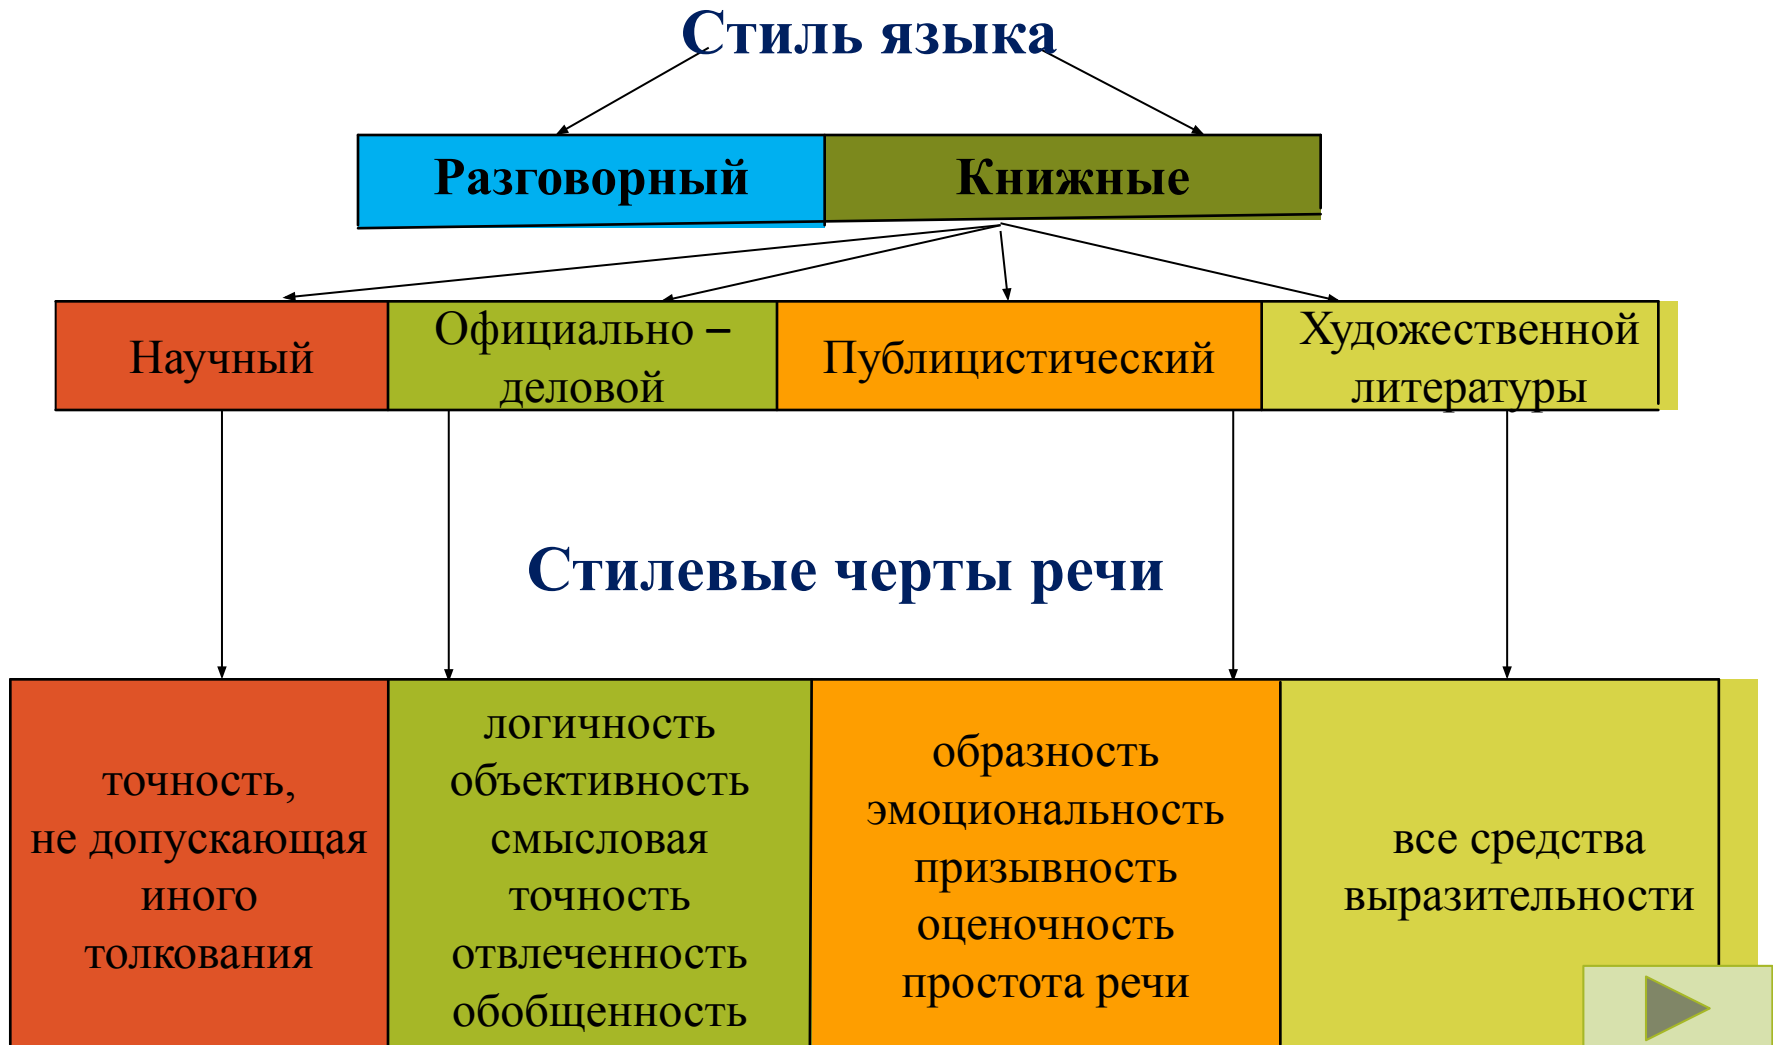 Стиль языка
Разговорный
Книжные
Научный
Официально –
деловой
Публицистический
Художественной
литературы
Стилевые черты речи
точность,
не допускающая
иного
толкования
логичность
объективность
смысловая
точность
отвлеченность
обобщенность
образность
эмоциональность
призывность
оценочность
простота речи
все средства
выразительности